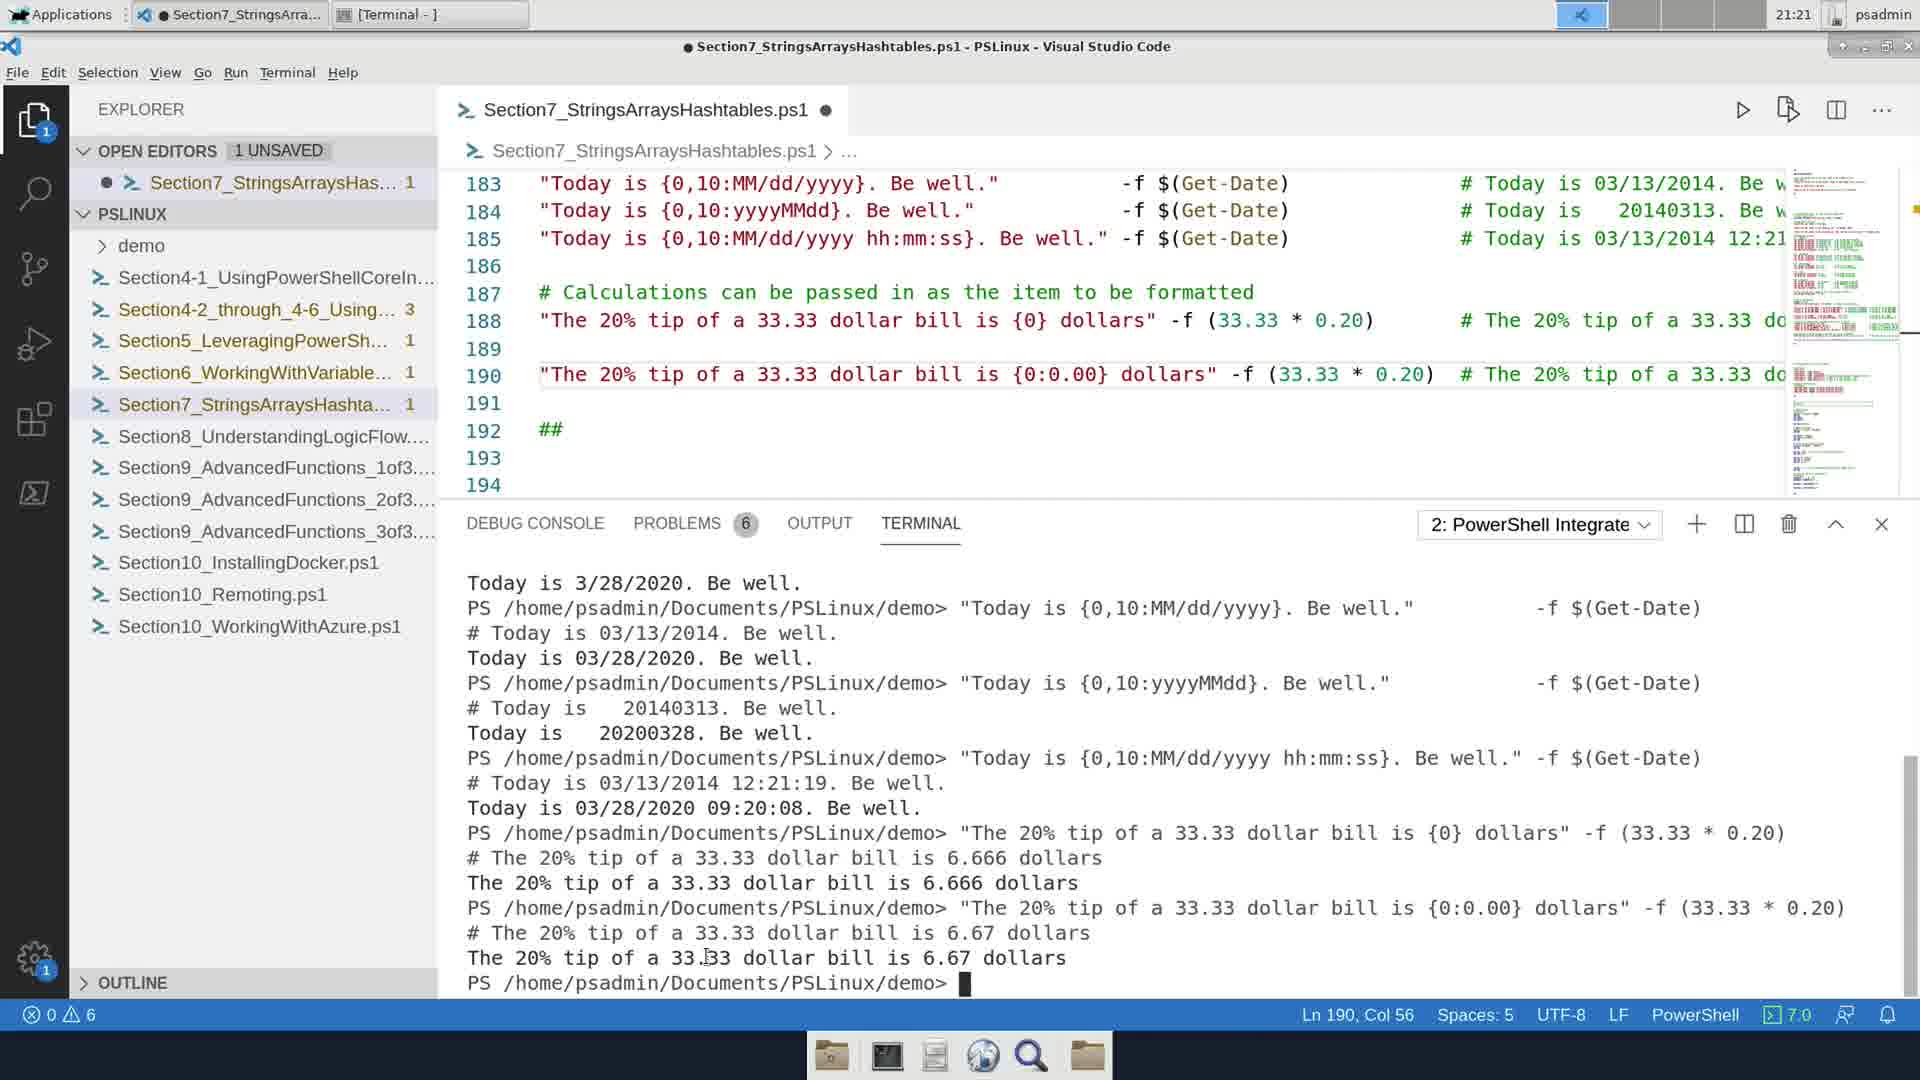 Applications
Section7_StringsArra...
[Terminal - ]
21:21
psadmin
● Section7_StringsArraysHashtables.ps1 - PSLinux - Visual Studio Code
File Edit Selection View Go Run Terminal Help
EXPLORER
OPEN EDITORS 1 UNSAVED
Section7_StringsArraysHas... 1
PSLINUX
demo
Section4-1_UsingPowerShellCoreIn...
Section4-2_through_4-6_Using... 3
Section5_LeveragingPowerSh... 1
Section6_WorkingWithVariable... 1
Section7_StringsArraysHashta... 1
Section8_UnderstandingLogicFlow....
Section9_AdvancedFunctions_1of3....
Section9_AdvancedFunctions_2of3....
Section9_AdvancedFunctions_3of3....
Section10_InstallingDocker.ps1
Section10_Remoting.ps1
Section10_WorkingWithAzure.ps1
OUTLINE
1
1
Section7_StringsArraysHashtables.ps1
Section7_StringsArraysHashtables.ps1 > ...
183 "Today is {0,10:MM/dd/yyyy}. Be well." -f $(Get-Date) # Today is 03/13/2014. Be w
184 "Today is {0,10:yyyyMMdd}. Be well." -f $(Get-Date) # Today is   20140313. Be w
185 "Today is {0,10:MM/dd/yyyy hh:mm:ss}. Be well." -f $(Get-Date) # Today is 03/13/2014 12:21
186
187 # Calculations can be passed in as the item to be formatted
188 "The 20% tip of a 33.33 dollar bill is {0} dollars" -f (33.33 * 0.20) # The 20% tip of a 33.33 do
189
190 "The 20% tip of a 33.33 dollar bill is {0:0.00} dollars" -f (33.33 * 0.20) # The 20% tip of a 33.33 do
191
192 ##
193
194
DEBUG CONSOLE PROBLEMS 6 OUTPUT TERMINAL
2: PowerShell Integrate
Today is 3/28/2020. Be well.
PS /home/psadmin/Documents/PSLinux/demo> "Today is {0,10:MM/dd/yyyy}. Be well." -f $(Get-Date)
# Today is 03/13/2014. Be well.
Today is 03/28/2020. Be well.
PS /home/psadmin/Documents/PSLinux/demo> "Today is {0,10:yyyyMMdd}. Be well." -f $(Get-Date)
# Today is   20140313. Be well.
Today is   20200328. Be well.
PS /home/psadmin/Documents/PSLinux/demo> "Today is {0,10:MM/dd/yyyy hh:mm:ss}. Be well." -f $(Get-Date)
# Today is 03/13/2014 12:21:19. Be well.
Today is 03/28/2020 09:20:08. Be well.
PS /home/psadmin/Documents/PSLinux/demo> "The 20% tip of a 33.33 dollar bill is {0} dollars" -f (33.33 * 0.20)
# The 20% tip of a 33.33 dollar bill is 6.666 dollars
The 20% tip of a 33.33 dollar bill is 6.666 dollars
PS /home/psadmin/Documents/PSLinux/demo> "The 20% tip of a 33.33 dollar bill is {0:0.00} dollars" -f (33.33 * 0.20)
# The 20% tip of a 33.33 dollar bill is 6.67 dollars
The 20% tip of a 33.33 dollar bill is 6.67 dollars
PS /home/psadmin/Documents/PSLinux/demo>
0 6
Ln 190, Col 56 Spaces: 5 UTF-8 LF PowerShell 7.0